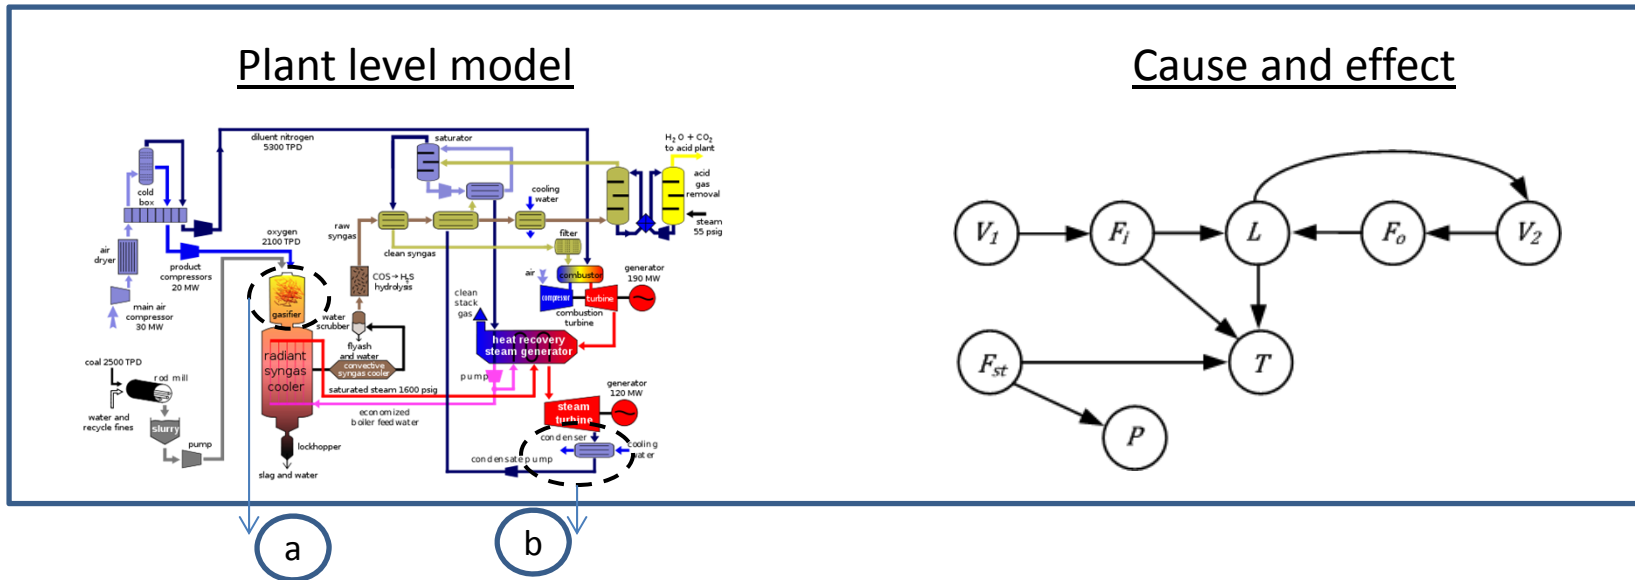 Plant level model
Cause and effect
diluent nitrogen
5300 TPD
saturator
H2O + CO2
to acid plant
cold
box
cooling
water
acid
gas
removal
steam
55 psig
raw
syngas
oxygen
2100 TPD
air
dryer
clean syngas
filter
product
compressors
20 MW
COS → H2S
hydrolysis
air
combustor
generator
190 MW
compressor
turbine
combustion
turbine
clean
stack
gas
gasifier
main air
compressor
30 MW
water
scrubber
flyash
and water
heat recovery
steam generator
radiant
syngas
cooler
convective
syngas cooler
coal 2500 TPD
rod mill
pump
saturated steam 1600 psig
generator
120 MW
water and
recycle fines
economized
boiler feed water
steam
turbine
slurry
pump
lockhopper
condenser
cooling
water
condensate pump
slag and water
V1
Fi
L
Fo
V2
Fst
T
P
a
b